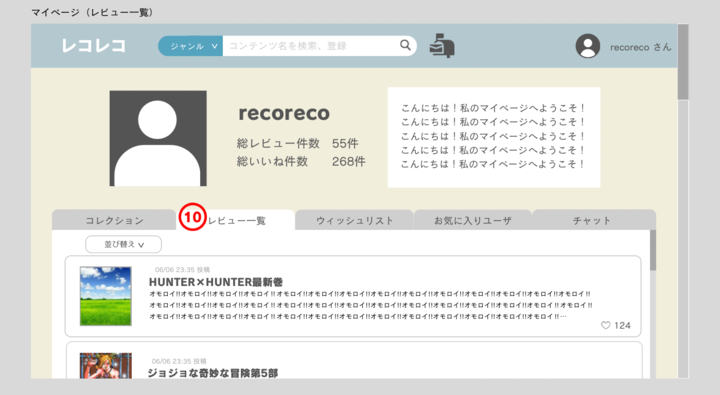 マイページ（レビュー一覧）
レコレコ
ジャンル
コンテンツ名を検索、登録
recoreco さん
recoreco
総レビュー件数 55件
総いいね件数 268件
こんにちは！私のマイページへようこそ！
こんにちは！私のマイページへようこそ！
こんにちは！私のマイページへようこそ！
こんにちは！私のマイページへようこそ！
こんにちは！私のマイページへようこそ！
コレクション
10
レビュー一覧
ウィッシュリスト
お気に入りユーザ
チャット
並び替え
06/06 23:35 投稿
HUNTER×HUNTER最新巻
オモロイ!!オモロイ!!オモロイ!!オモロイ!!オモロイ!!オモロイ!!オモロイ!!オモロイ!!オモロイ!!オモロイ!!オモロイ!!オモロイ!!オモロイ!!オモロイ!!
オモロイ!!オモロイ!!オモロイ!!オモロイ!!オモロイ!!オモロイ!!オモロイ!!オモロイ!!オモロイ!!オモロイ!!オモロイ!!オモロイ!!オモロイ!!オモロイ!!
オモロイ!!オモロイ!!オモロイ!!オモロイ!!オモロイ!!オモロイ!!オモロイ!!オモロイ!!オモロイ!!オモロイ!!オモロイ!!オモロイ!!オモロイ!!…
124
06/06 23:35 投稿
ジョジョな奇妙な冒険第5部